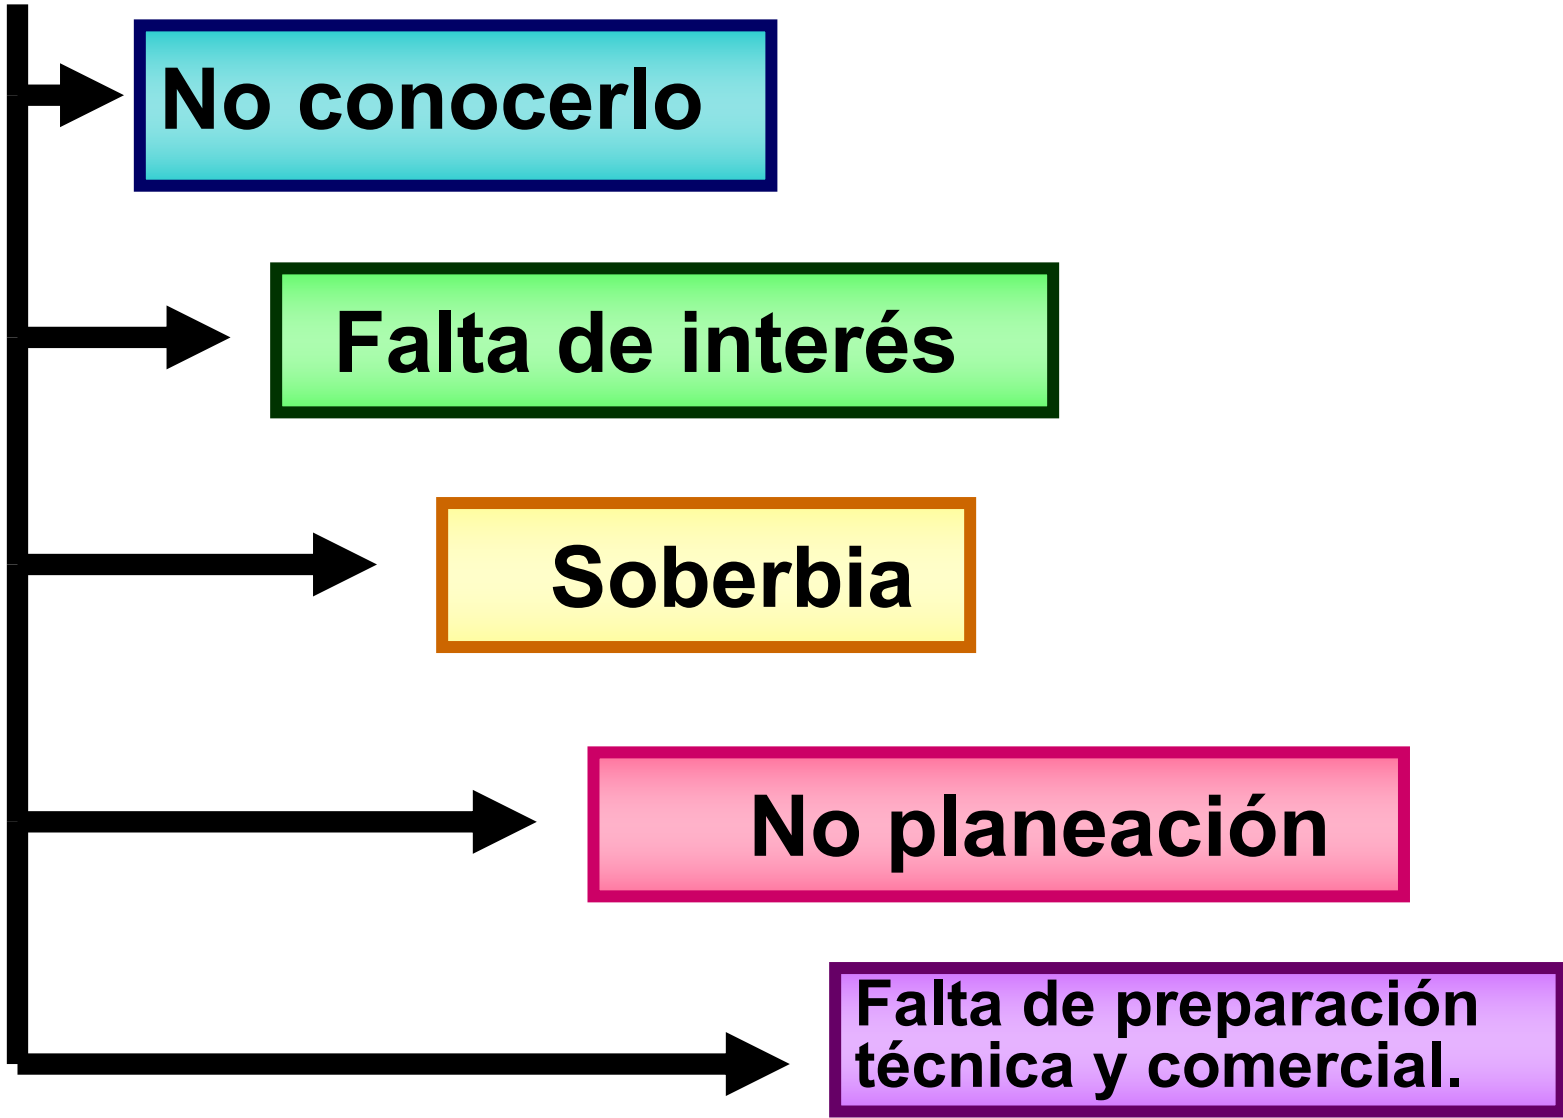 No conocerlo
Falta de interés
Soberbia
No planeación
Falta de preparación
técnica y comercial.